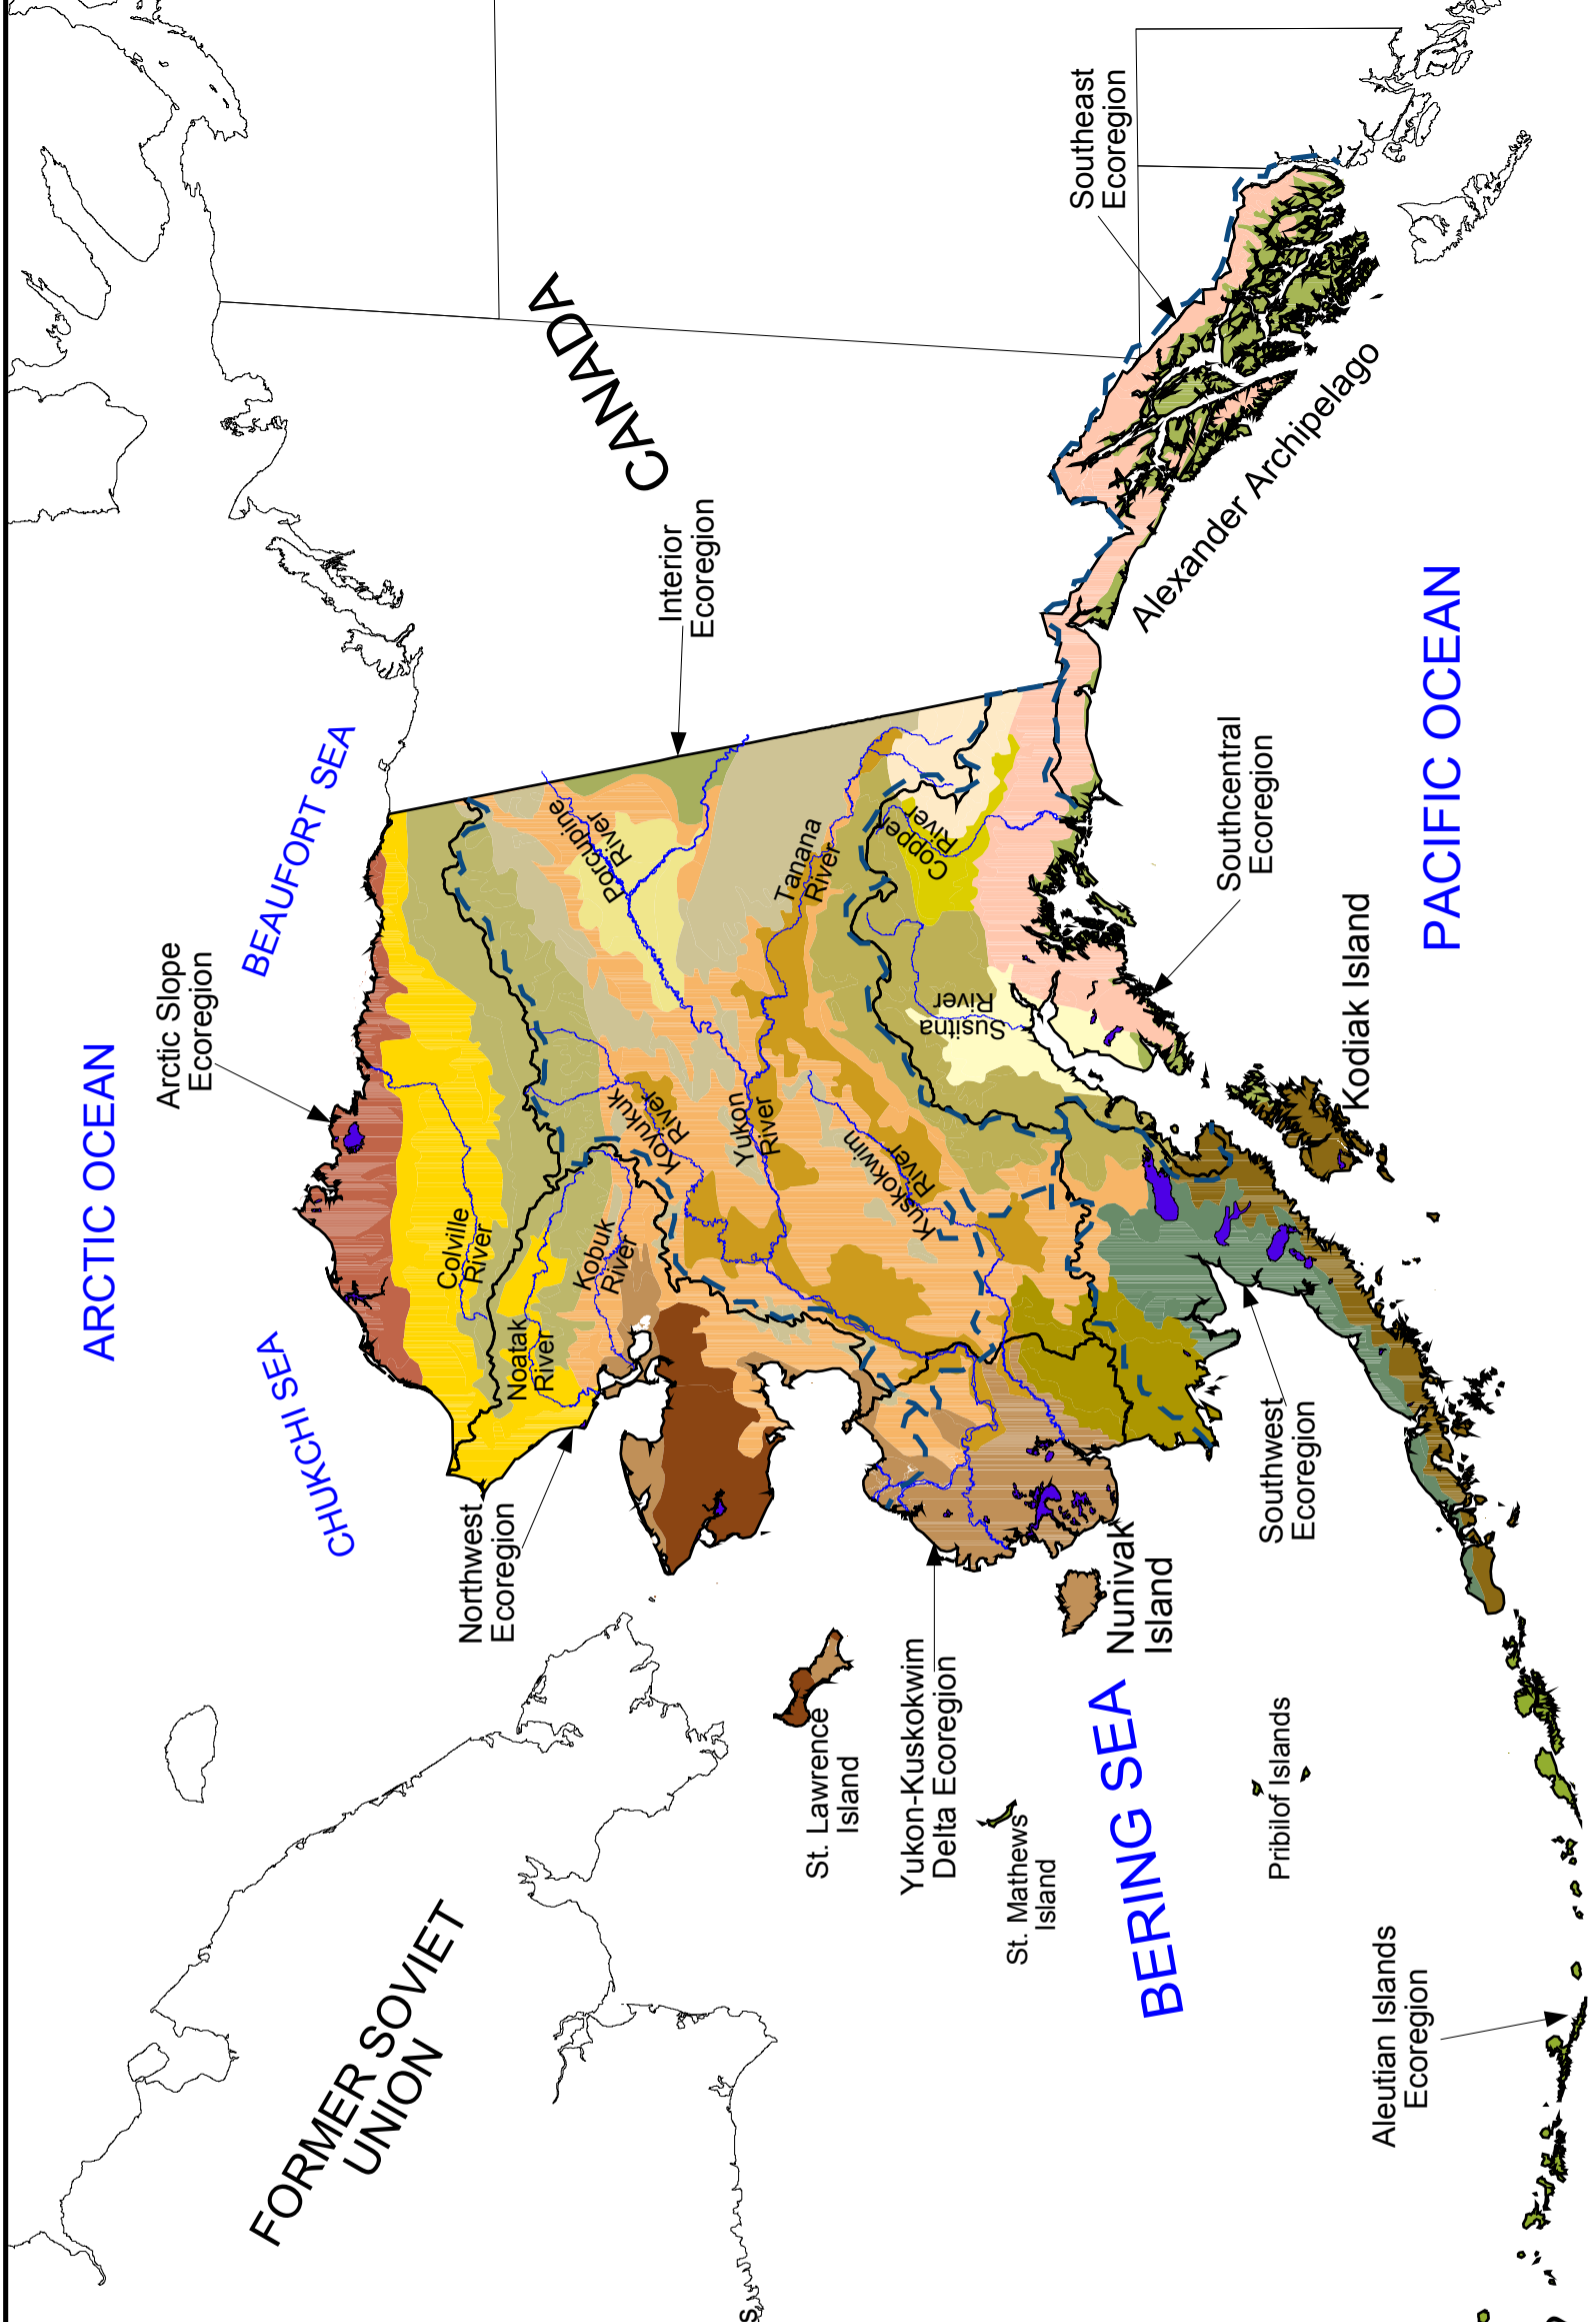 ARCTIC OCEAN
BEAUFORT SEA
CHUKCHI SEA
Arctic Slope
Ecoregion
FORMER SOVIET
UNION
CANADA
Interior
Ecoregion
Southeast
Ecoregion
Northwest
Ecoregion
Colville
River
Noatak
River
Kobuk
River
Koyukuk
River
Porcupine
River
Yukon
River
Tanana
River
Kuskokwim
River
Copper
River
Susitna
River
St. Lawrence
Island
Yukon-Kuskokwim
Delta Ecoregion
St. Mathews
Island
Nunivak
Island
BERING SEA
Pribilof Islands
Southwest
Ecoregion
Southcentral
Ecoregion
Kodiak Island
Alexander Archipelago
PACIFIC OCEAN
Aleutian Islands
Ecoregion